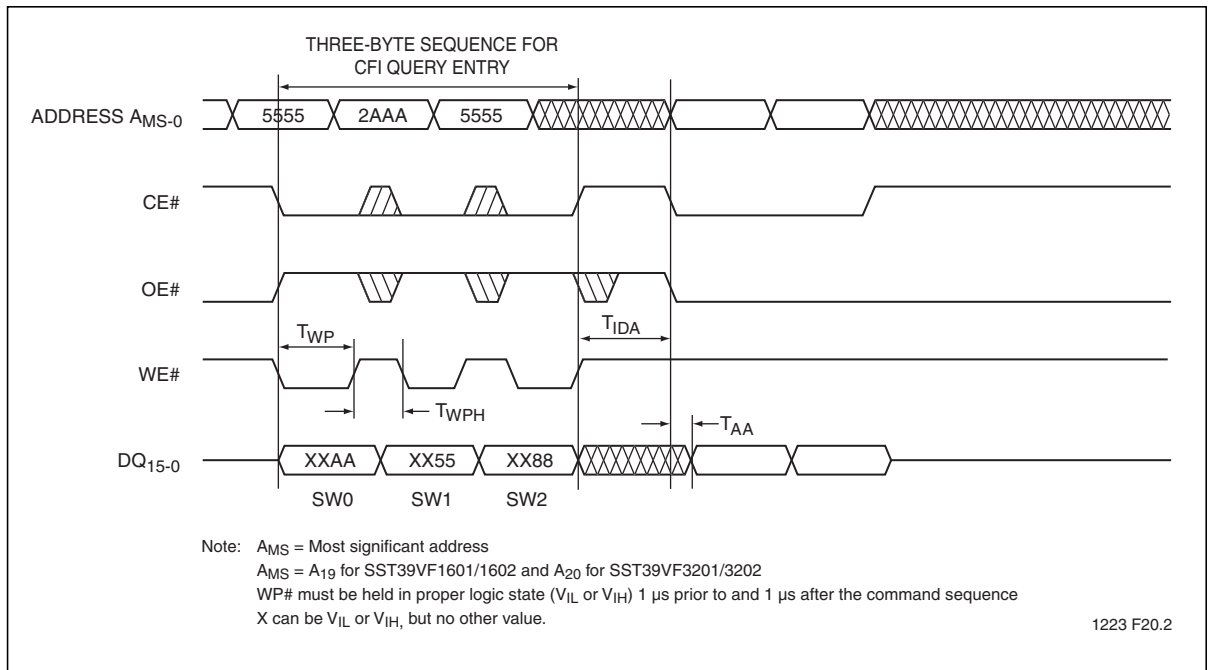 THREE-BYTE SEQUENCE FOR
CFI QUERY ENTRY
ADDRESS AMS-0
5555 2AAA 5555
CE#
OE#
TWP TIDA
WE#
TWPH
TAA
DQ15-0
XXAA XX55 XX88
SW0 SW1 SW2
Note: AMS = Most significant address
AMS = A19 for SST39VF1601/1602 and A20 for SST39VF3201/3202
WP# must be held in proper logic state (VIL or VIH) 1 µs prior to and 1 µs after the command sequence
X can be VIL or VIH, but no other value.
1223 F20.2